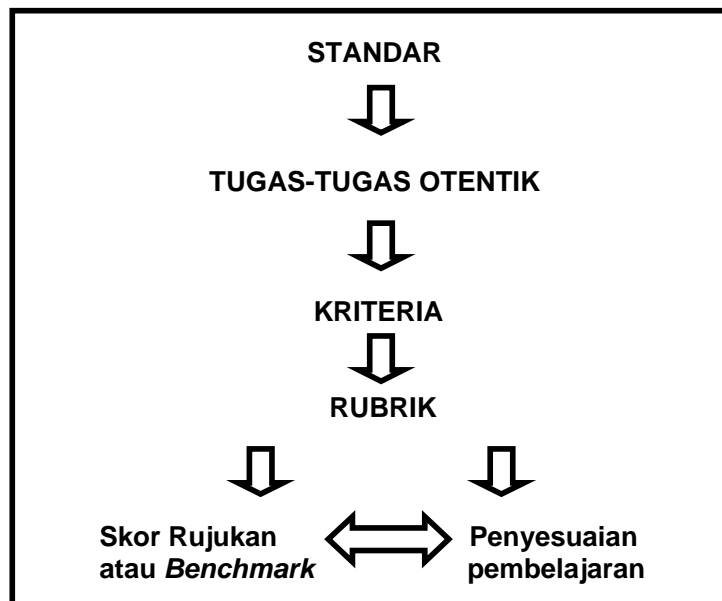 STANDAR
TUGAS-TUGAS OTENTIK
KRITERIA
RUBRIK
Skor Rujukan
atau Benchmark
Penyesuaian
pembelajaran